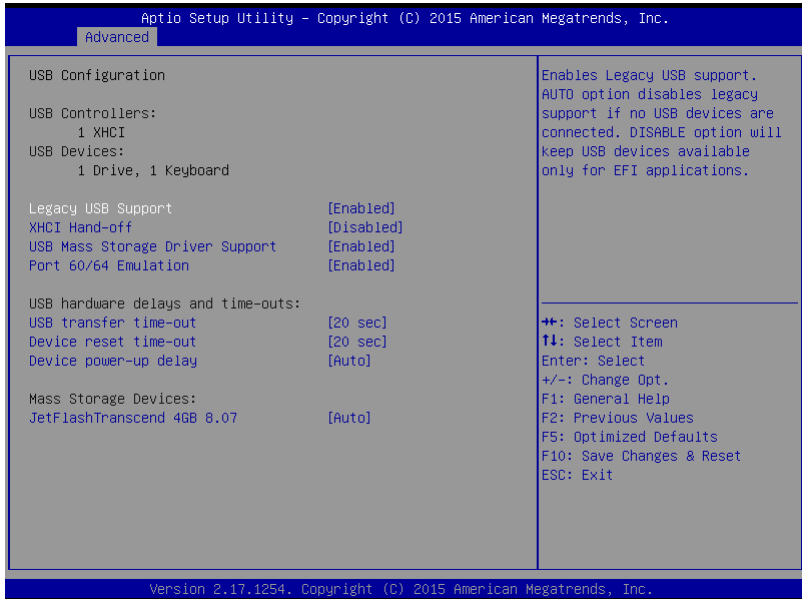 Aptio Setup Utility – Copyright (C) 2015 American Megatrends, Inc.
Advanced
USB Configuration
USB Controllers:
1 XHCI
USB Devices:
1 Drive, 1 Keyboard
Legacy USB Support [Enabled]
XHCI Hand-off [Disabled]
USB Mass Storage Driver Support [Enabled]
Port 60/64 Emulation [Enabled]
USB hardware delays and time-outs:
USB transfer time-out [20 sec]
Device reset time-out [20 sec]
Device power-up delay [Auto]
Mass Storage Devices:
JetFlashTranscend 4GB 8.07 [Auto]
Enables Legacy USB support.
AUTO option disables legacy
support if no USB devices are
connected. DISABLE option will
keep USB devices available
only for EFI applications.
→←: Select Screen
↑↓: Select Item
Enter: Select
+/-: Change Opt.
F1: General Help
F2: Previous Values
F5: Optimized Defaults
F10: Save Changes & Reset
ESC: Exit
Version 2.17.1254. Copyright (C) 2015 American Megatrends, Inc.